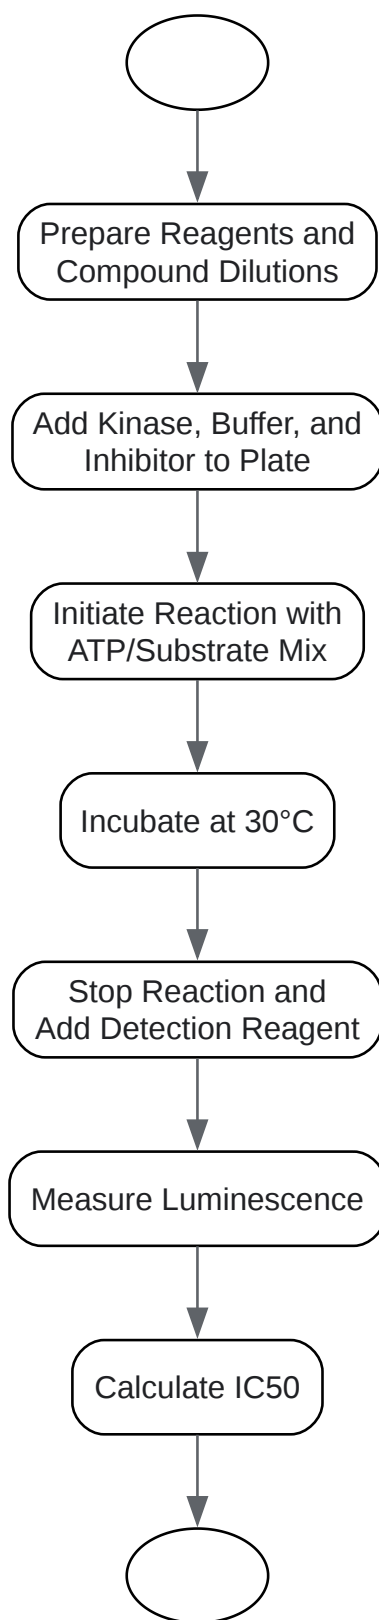 Prepare Reagents and
Compound Dilutions
Add Kinase, Buffer, and
Inhibitor to Plate
Initiate Reaction with
ATP/Substrate Mix
Incubate at 30°C
Stop Reaction and
Add Detection Reagent
Measure Luminescence
Calculate IC50